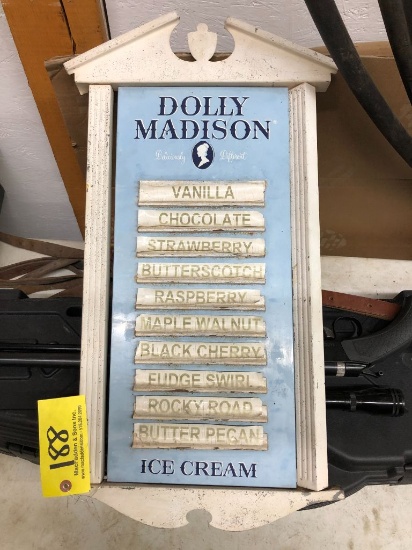 DOLLY
MADISON
Deliciously Different
VANILLA
CHOCOLATE
STRAWBERRY
BUTTERSCOTCH
RASPBERRY
MAPLE WALNUT
BLACK CHERRY
FUDGE SWIRL
ROCKY ROAD
BUTTER PECAN
ICE CREAM
188